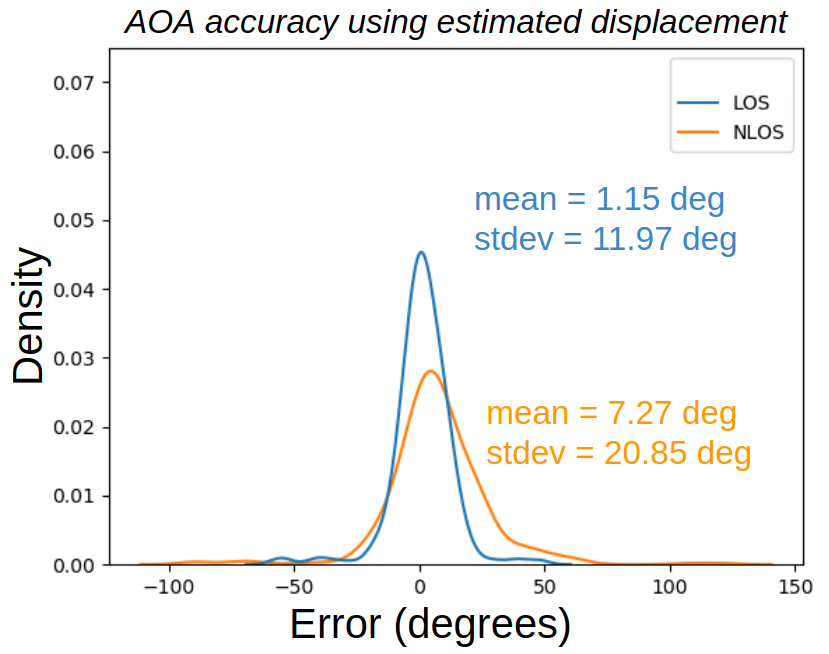 AOA accuracy using estimated displacement
0.07
0.06
0.05
0.04
0.03
0.02
0.01
0.00
Density
LOS
NLOS
mean = 1.15 deg
stdev = 11.97 deg
mean = 7.27 deg
stdev = 20.85 deg
−100
−50
0
50
100
150
Error (degrees)